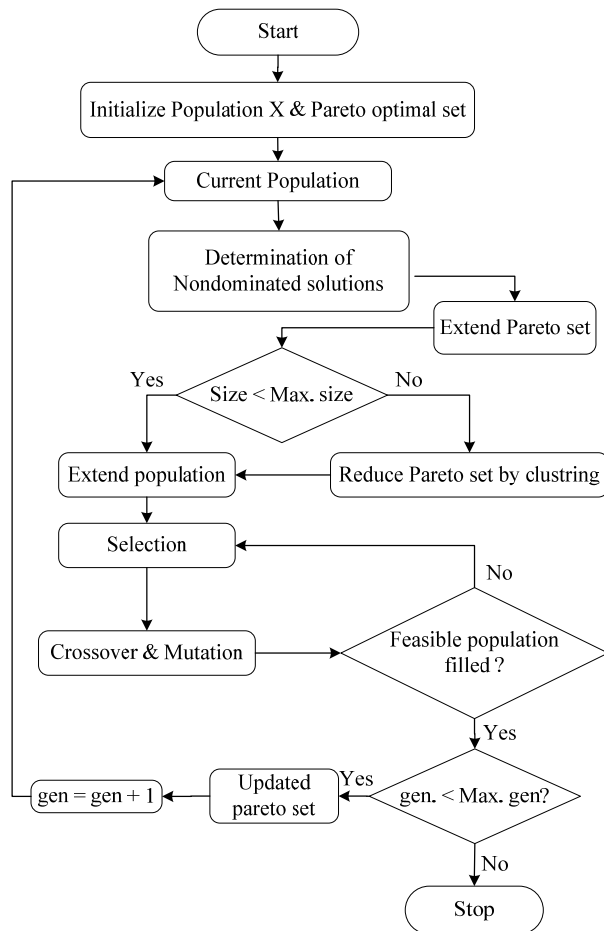 Start
Initialize Population X & Pareto optimal set
Current Population
Determination of
Nondominated solutions
Extend Pareto set
Yes
No
Size < Max. size
Extend population
Reduce Pareto set by clustring
Selection
No
Crossover & Mutation
Feasible population
filled ?
Yes
gen = gen + 1
Updated
pareto set
Yes
gen. < Max. gen?
No
Stop